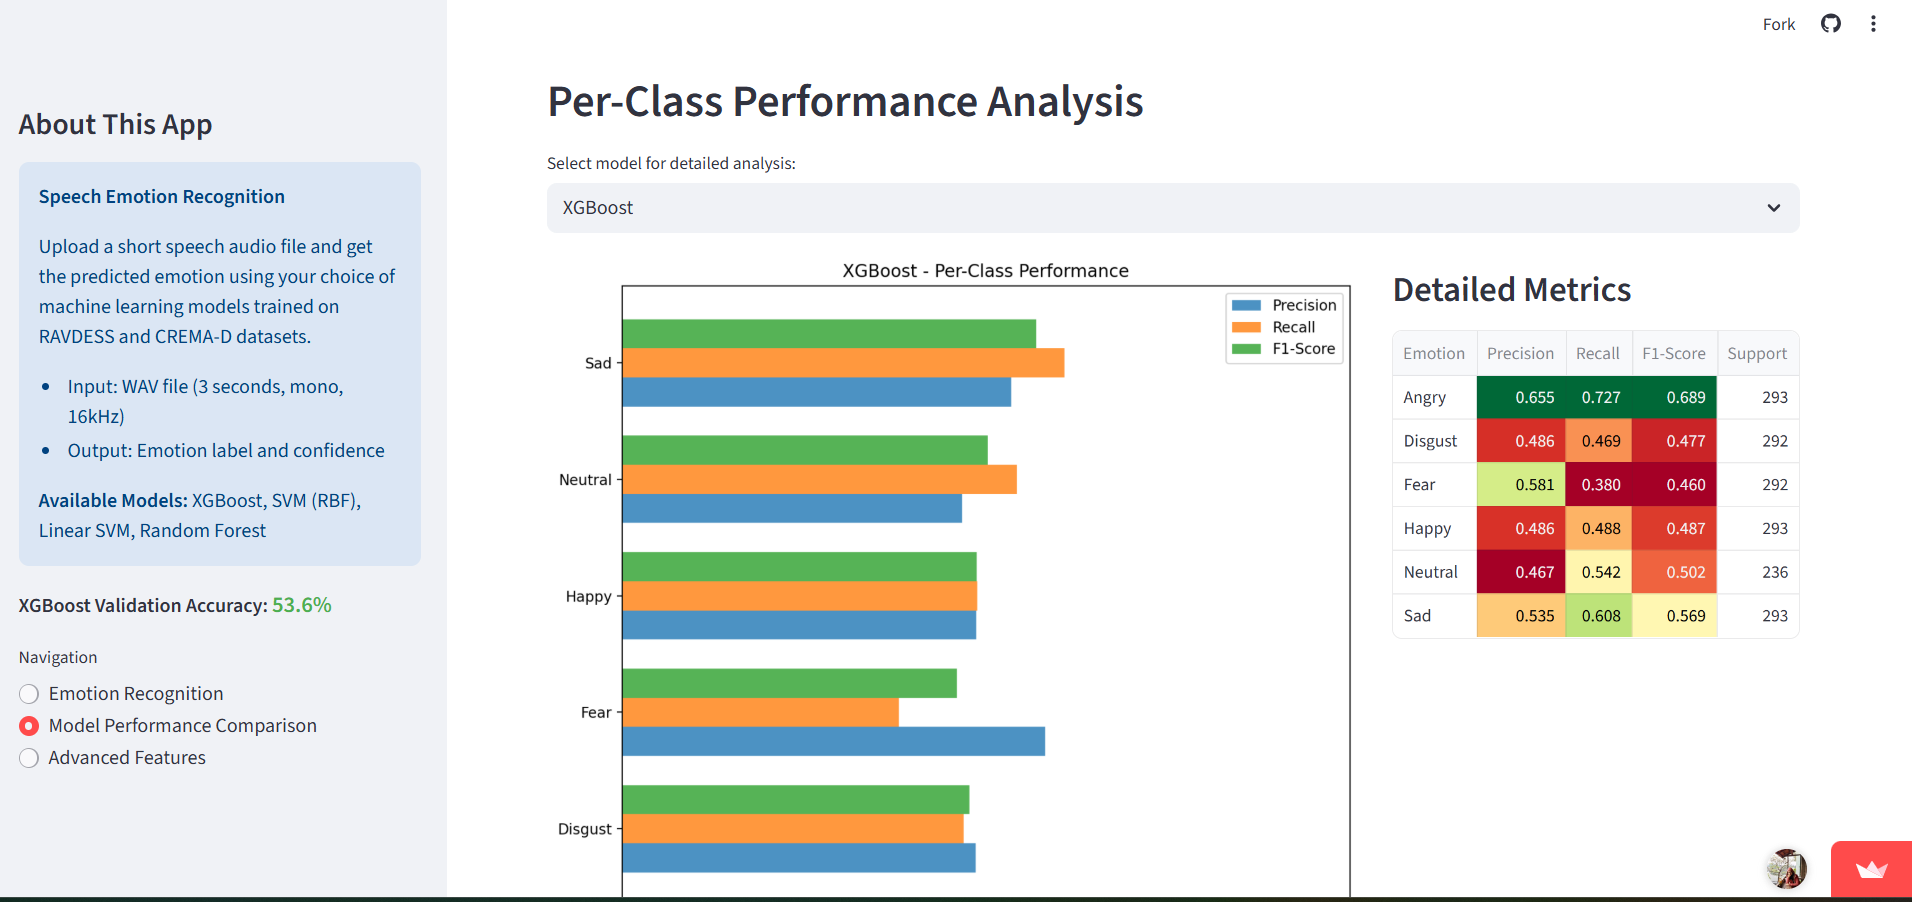 Fork
About This App
Speech Emotion Recognition
Upload a short speech audio file and get
the predicted emotion using your choice of
machine learning models trained on
RAVDESS and CREMA-D datasets.
• Input: WAV file (3 seconds, mono,
16kHz)
• Output: Emotion label and confidence
Available Models: XGBoost, SVM (RBF),
Linear SVM, Random Forest
XGBoost Validation Accuracy: 53.6%
Navigation
Emotion Recognition
Model Performance Comparison
Advanced Features
Per-Class Performance Analysis
Select model for detailed analysis:
XGBoost
XGBoost - Per-Class Performance
Precision
Recall
F1-Score
Sad
Neutral
Happy
Fear
Disgust
Detailed Metrics
Emotion Precision Recall F1-Score Support
Angry 0.655 0.727 0.689 293
Disgust 0.486 0.469 0.477 292
Fear 0.581 0.380 0.460 292
Happy 0.486 0.488 0.487 293
Neutral 0.467 0.542 0.502 236
Sad 0.535 0.608 0.569 293